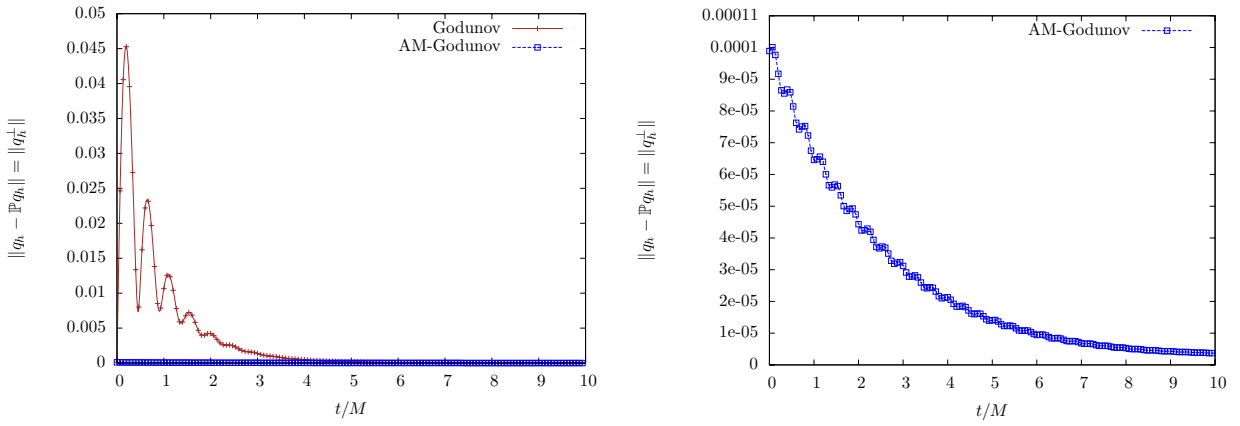 0.05
0.045
0.04
0.035
0.03
0.025
0.02
0.015
0.01
0.005
0
0 1 2 3 4 5 6 7 8 9 10
t/M
||q_h − ℙq_h|| = ||q_h^⊥||
Godunov
AM-Godunov
0.00011
0.0001
9e-05
8e-05
7e-05
6e-05
5e-05
4e-05
3e-05
2e-05
1e-05
0
0 1 2 3 4 5 6 7 8 9 10
t/M
||q_h − ℙq_h|| = ||q_h^⊥||
AM-Godunov